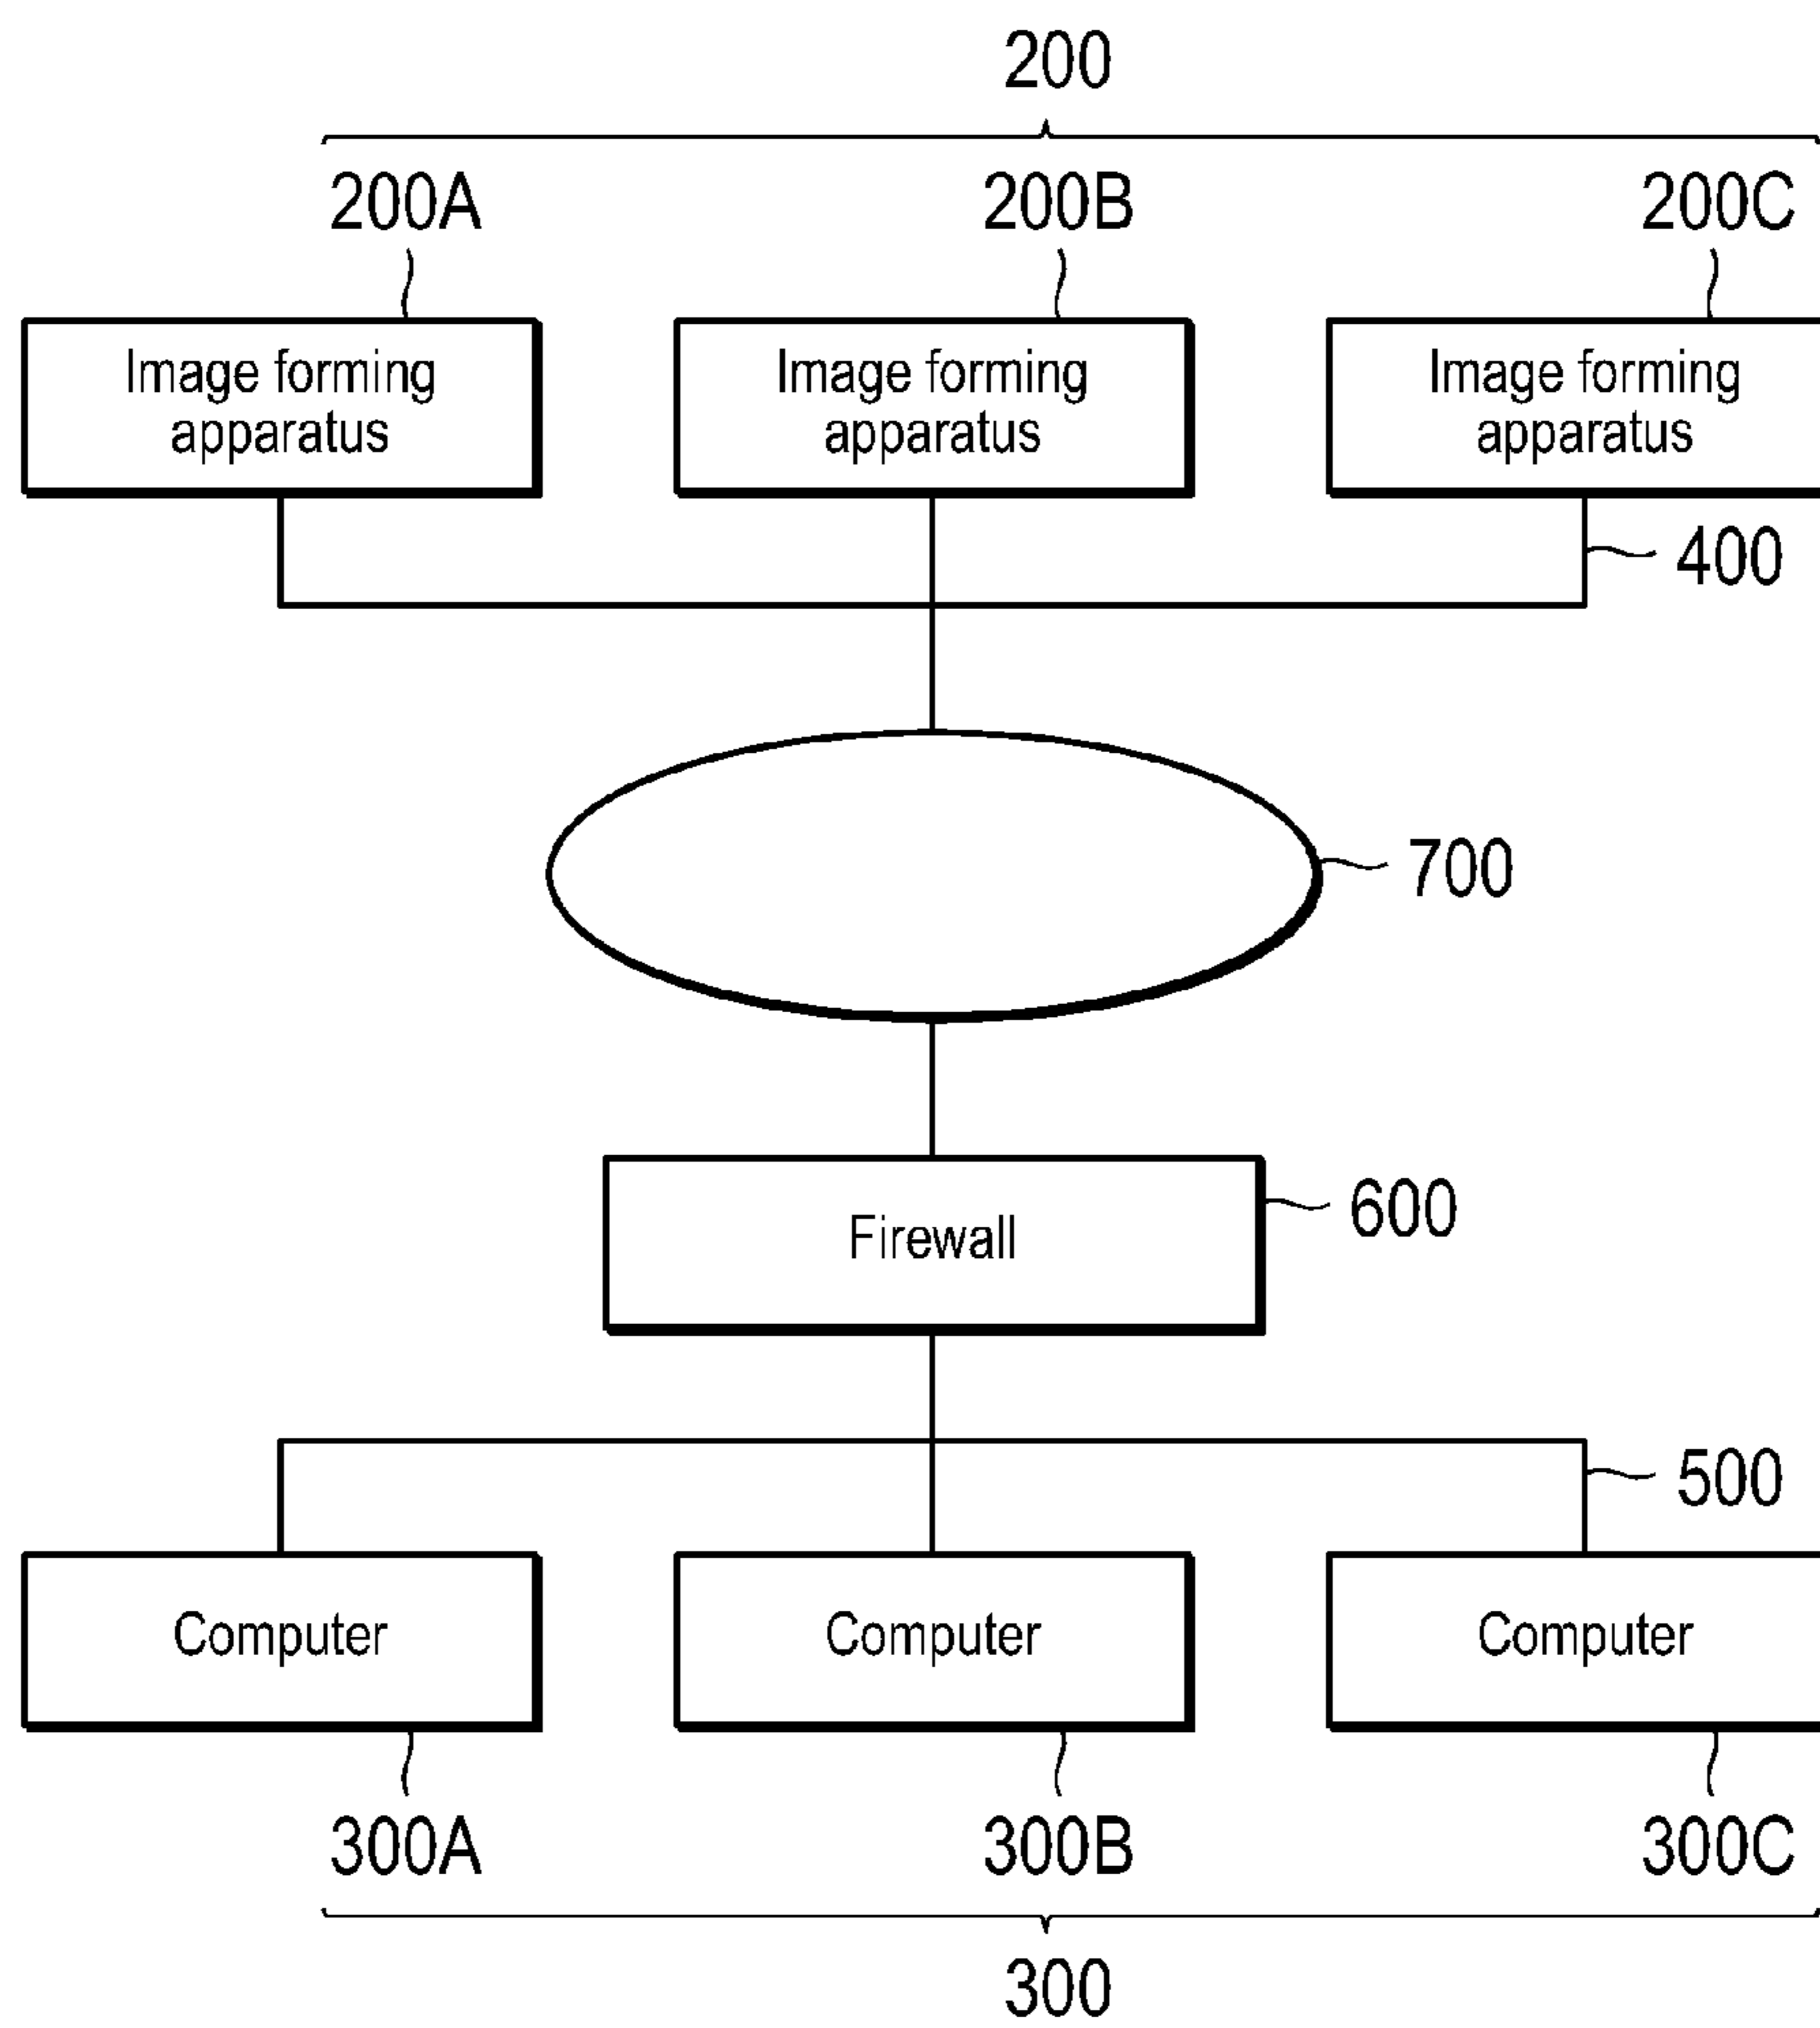 200
200A 200B 200C
Image forming apparatus
Image forming apparatus
Image forming apparatus
400
700
600
Firewall
500
Computer Computer Computer
300A 300B 300C
300